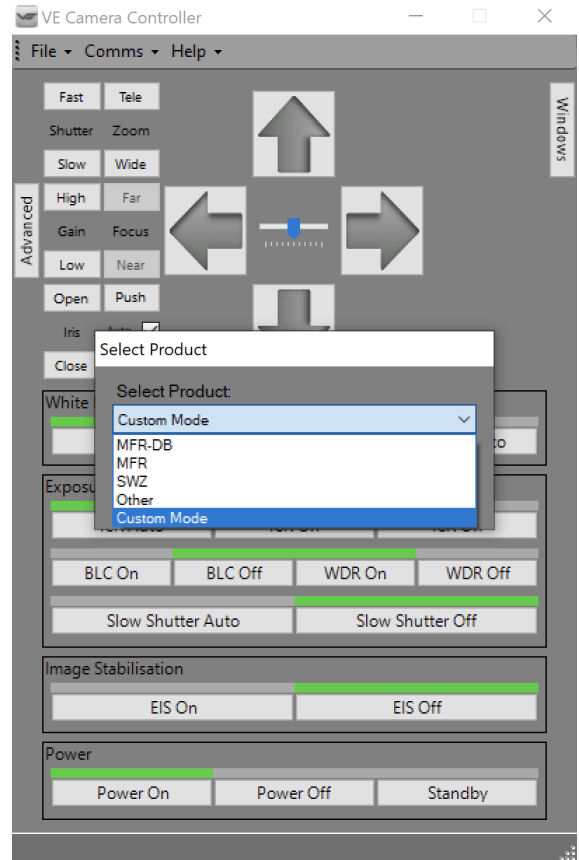 VE Camera Controller
File Comms Help
Fast Tele
Shutter Zoom
Slow Wide
High Far
Gain Focus
Low Near
Open Push
Iris
Close
Advanced
Windows
Select Product
Select Product:
Custom Mode
MFR-DB
MFR
SWZ
Other
Custom Mode
White
BLC On BLC Off WDR On WDR Off
Slow Shutter Auto Slow Shutter Off
Image Stabilisation
EIS On EIS Off
Power
Power On Power Off Standby